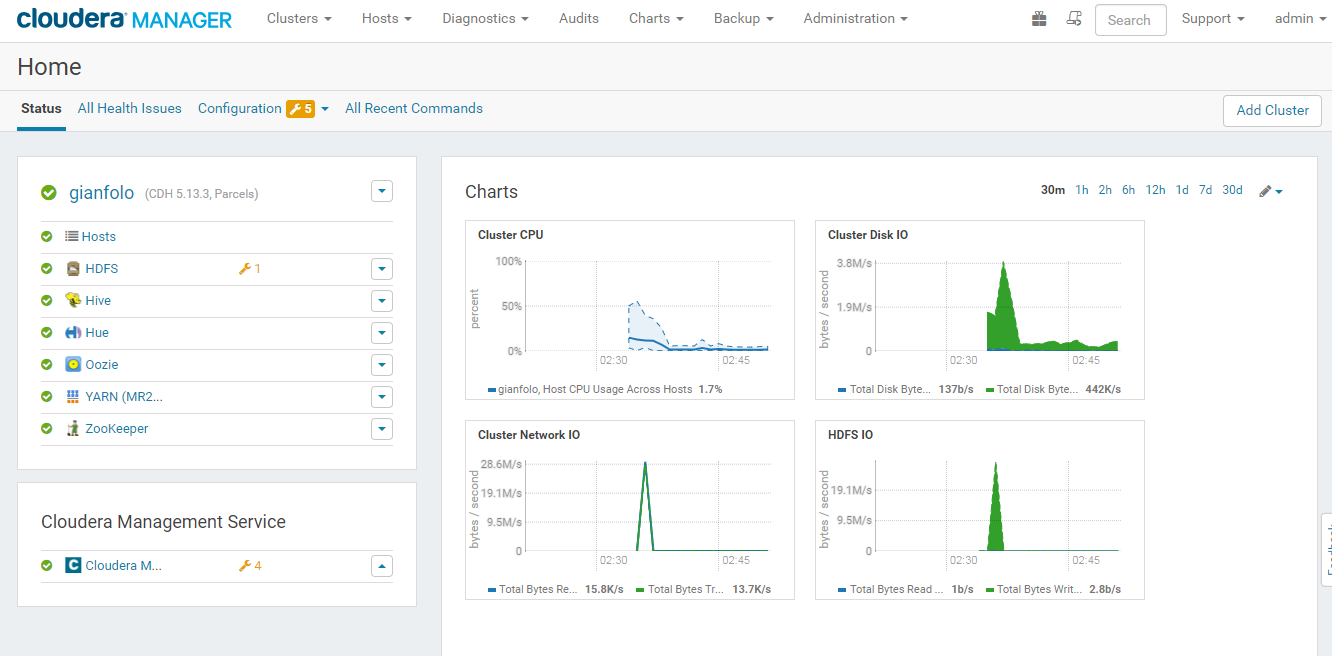 cloudera MANAGER Clusters Hosts Diagnostics Audits Charts Backup Administration Search Support admin
Home
Status All Health Issues Configuration 5 All Recent Commands Add Cluster
gianfolo (CDH 5.13.3, Parcels)
Hosts
HDFS 1
Hive
Hue
Oozie
YARN (MR2...
ZooKeeper
Cloudera Management Service
C Cloudera M... 4
Charts 30m 1h 2h 6h 12h 1d 7d 30d
Cluster CPU
percent
100%
50%
0%
02:30 02:45
gianfolo, Host CPU Usage Across Hosts 1.7%
Cluster Disk IO
bytes / second
3.8M/s
1.9M/s
0
02:30 02:45
Total Disk Byte... 137b/s Total Disk Byte... 442K/s
Cluster Network IO
bytes / second
28.6M/s
19.1M/s
9.5M/s
0
02:30 02:45
Total Bytes Re... 15.8K/s Total Bytes Tr... 13.7K/s
HDFS IO
bytes / second
19.1M/s
9.5M/s
0
02:30 02:45
Total Bytes Read ... 1b/s Total Bytes Writ... 2.8b/s